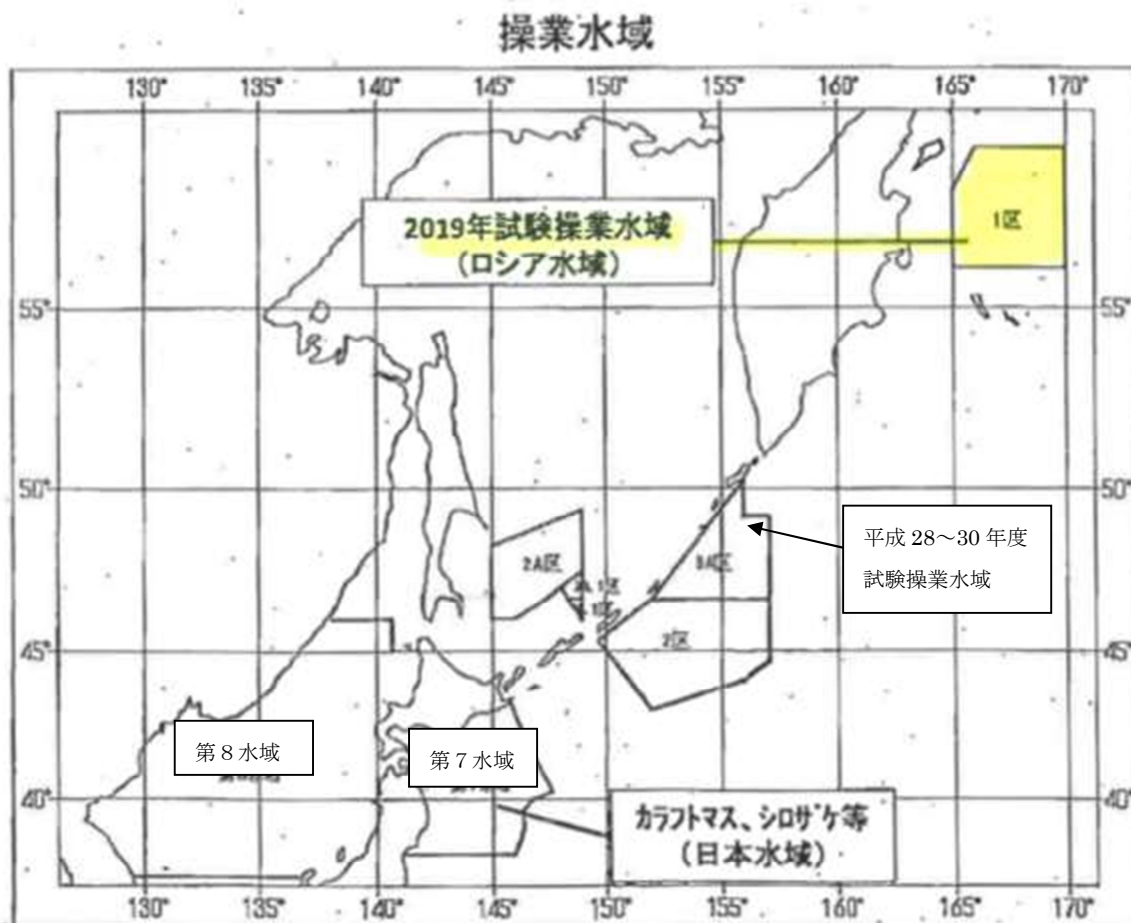 操業水域
130° 135° 140° 145° 150° 155° 160° 165° 170°
1区
2019年試験操業水域
(ロシア水域)
55° 55°
50° 50°
平成 28~30 年度
試験操業水域
2A区
3A区
2区
45° 45°
第8水域
第7水域
40° 40°
カラフトマス、シロザケ等
(日本水域)
130° 135° 140° 145° 150° 155° 160° 165° 170°